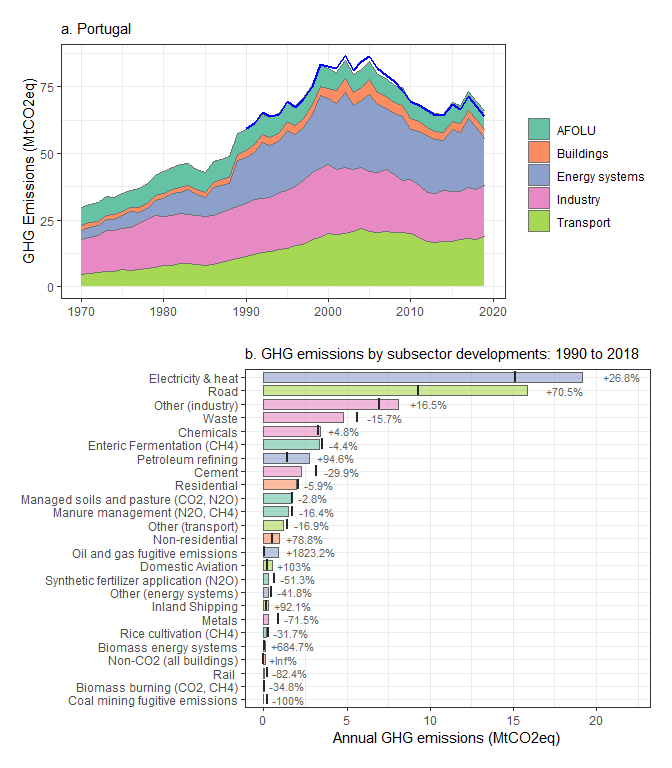 a. Portugal
GHG Emissions (MtCO2eq)
75
50
25
0
1970
1980
1990
2000
2010
2020
AFOLU
Buildings
Energy systems
Industry
Transport
b. GHG emissions by subsector developments: 1990 to 2018
Electricity & heat +26.8%
Road +70.5%
Other (industry) +16.5%
Waste -15.7%
Chemicals +4.8%
Enteric Fermentation (CH4) -4.4%
Petroleum refining +94.6%
Cement -29.9%
Residential -5.9%
Managed soils and pasture (CO2, N2O) -2.8%
Manure management (N2O, CH4) -16.4%
Other (transport) -16.9%
Non-residential +78.8%
Oil and gas fugitive emissions +1823.2%
Domestic Aviation +103%
Synthetic fertilizer application (N2O) -51.3%
Other (energy systems) -41.8%
Inland Shipping +92.1%
Metals -71.5%
Rice cultivation (CH4) -31.7%
Biomass energy systems +684.7%
Non-CO2 (all buildings) +Inf%
Rail -82.4%
Biomass burning (CO2, CH4) -34.8%
Coal mining fugitive emissions -100%
0
5
10
15
20
Annual GHG emissions (MtCO2eq)